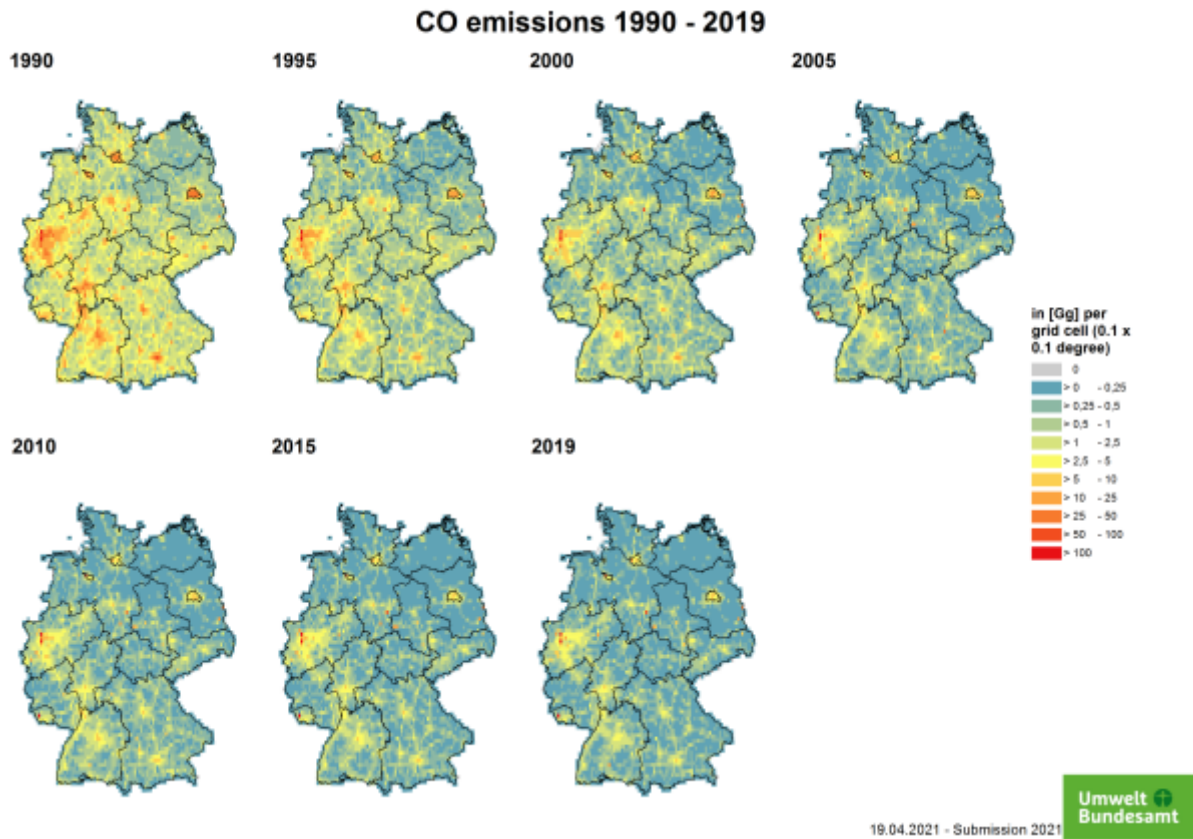 CO emissions 1990 - 2019
1990
1995
2000
2005
in [Gg] per
grid cell (0.1 x
0.1 degree)
0
> 0 - 0,25
> 0,25 - 0,5
> 0,5 - 1
> 1 - 2,5
> 2,5 - 5
> 5 - 10
> 10 - 25
> 25 - 50
> 50 - 100
> 100
2010
2015
2019
Umwelt
Bundesamt
19.04.2021 - Submission 2021